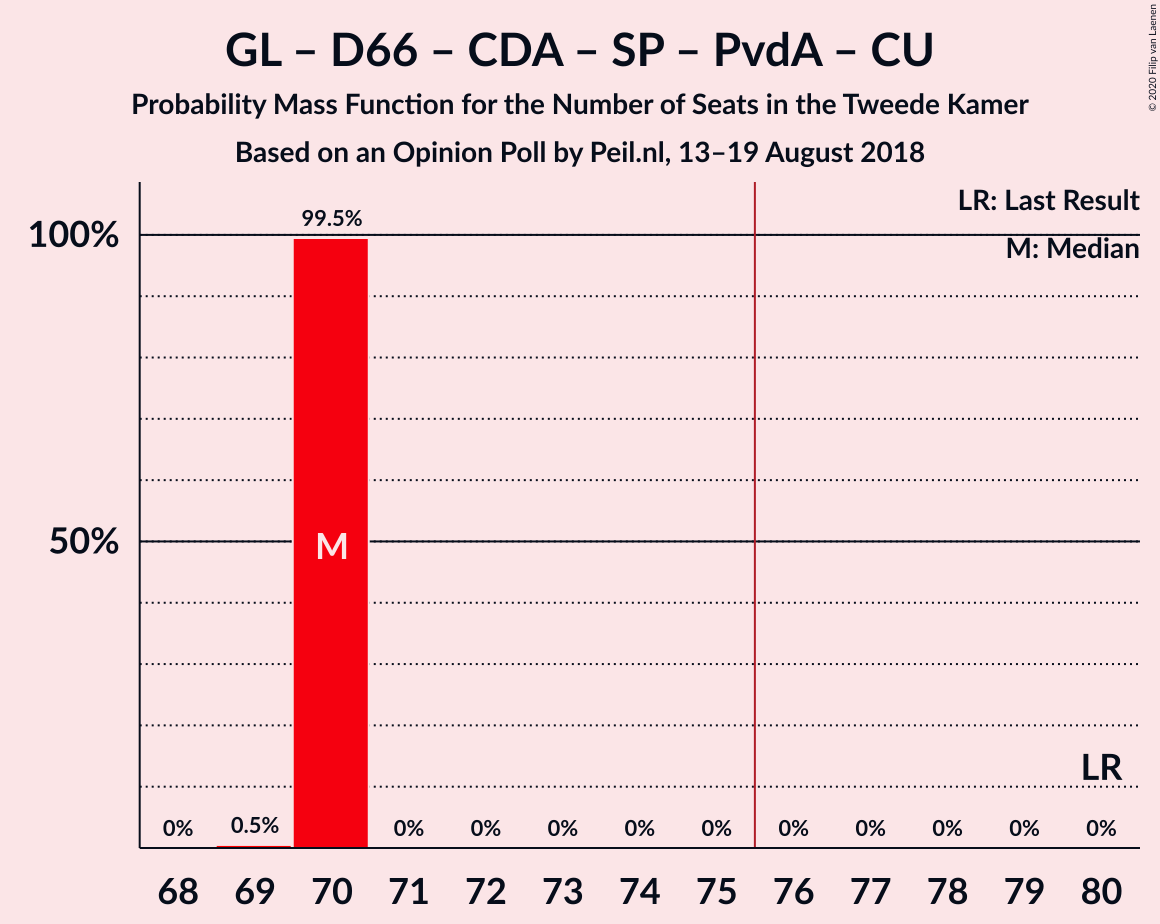 GL – D66 – CDA – SP – PvdA – CU
Probability Mass Function for the Number of Seats in the Tweede Kamer
Based on an Opinion Poll by Peil.nl, 13–19 August 2018
© 2020 Filip van Laenen
LR: Last Result
M: Median
100%
50%
99.5%
M
LR
0% 0.5% 0% 0% 0% 0% 0% 0% 0% 0% 0% 0%
68 69 70 71 72 73 74 75 76 77 78 79 80